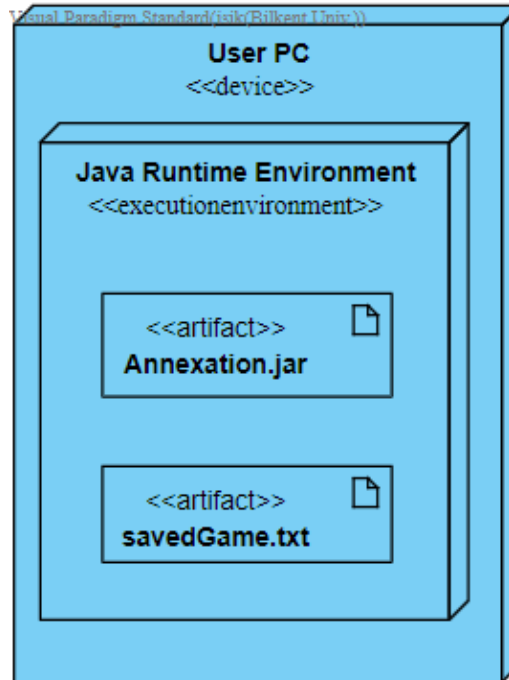 Visual Paradigm Standard(isik(Bilkent Univ.))
User PC
<<device>>
Java Runtime Environment
<<executionenvironment>>
<<artifact>>
Annexation.jar
<<artifact>>
savedGame.txt